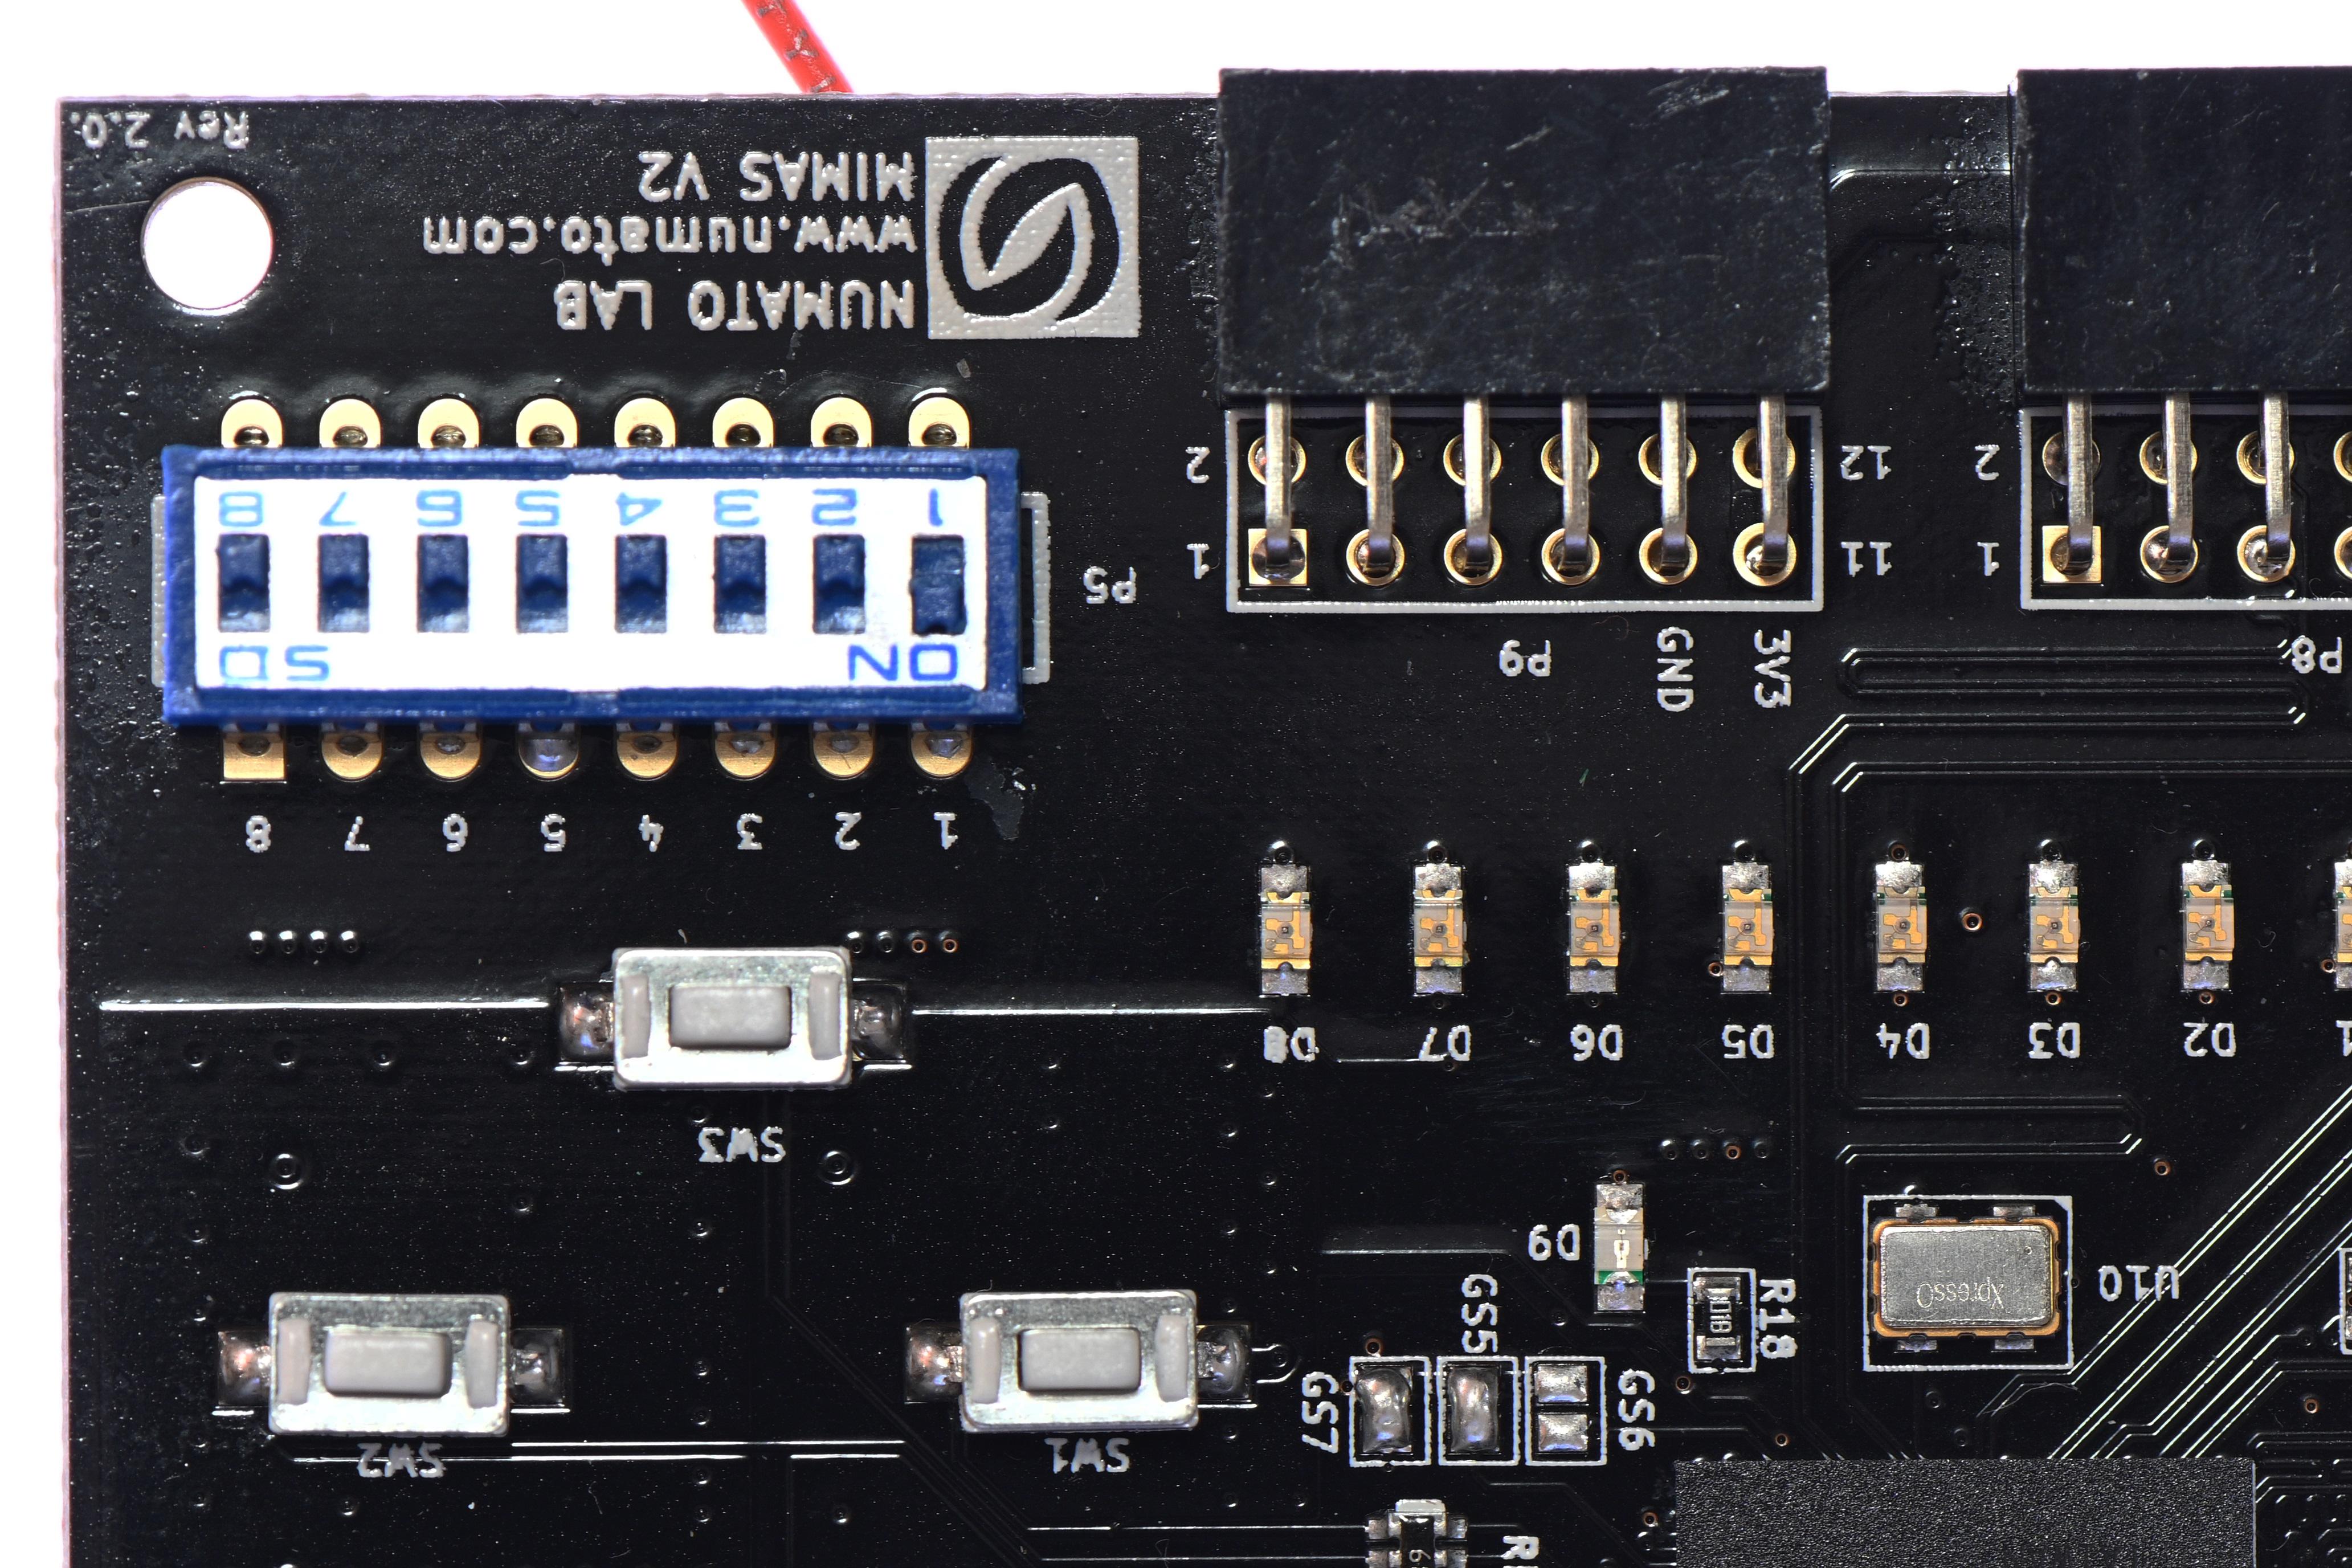 Rev 2.0.
NUMATO LAB
www.numato.com
MIMAS V2
1 2 3 4 5 6 7 8
ON SD
1 2 3 4 5 6 7 8
P5
2 12
1 11
P9
GND
3V3
2
1
P8
D8 D7 D6 D5 D4 D3 D2
SW3
SW2
SW1
D9
R18
101B
U10
XpressO
GS7
GS5
GS6